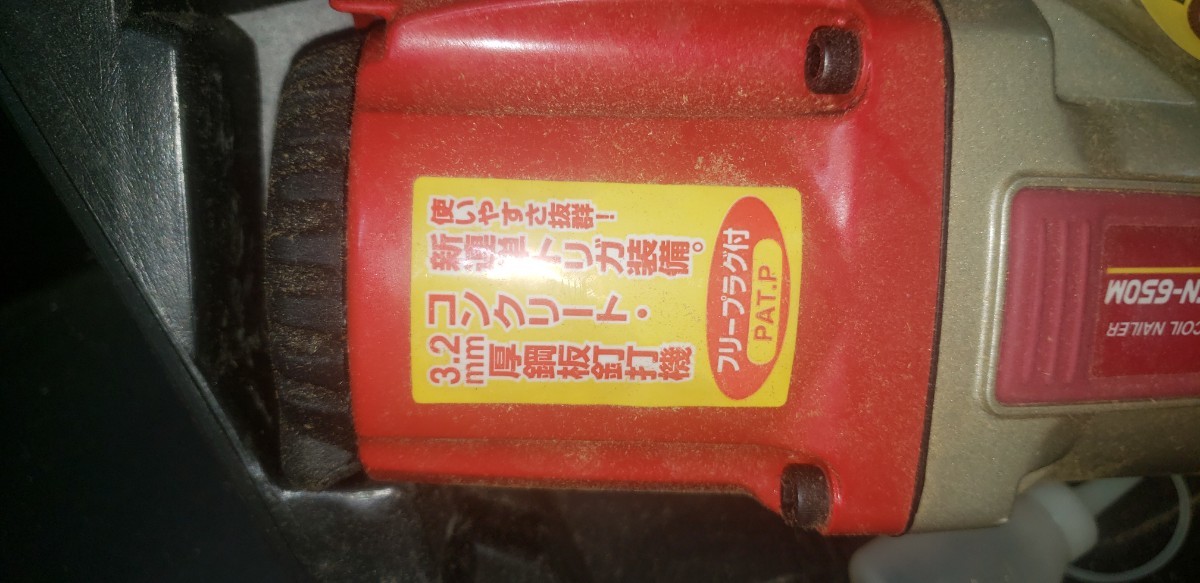 使いやすさ抜群!
新連単トリガ装備。
コンクリート・
3.2mm厚鋼板釘打機
フリープラグ付
PAT.P
COIL NAILER
N-650M